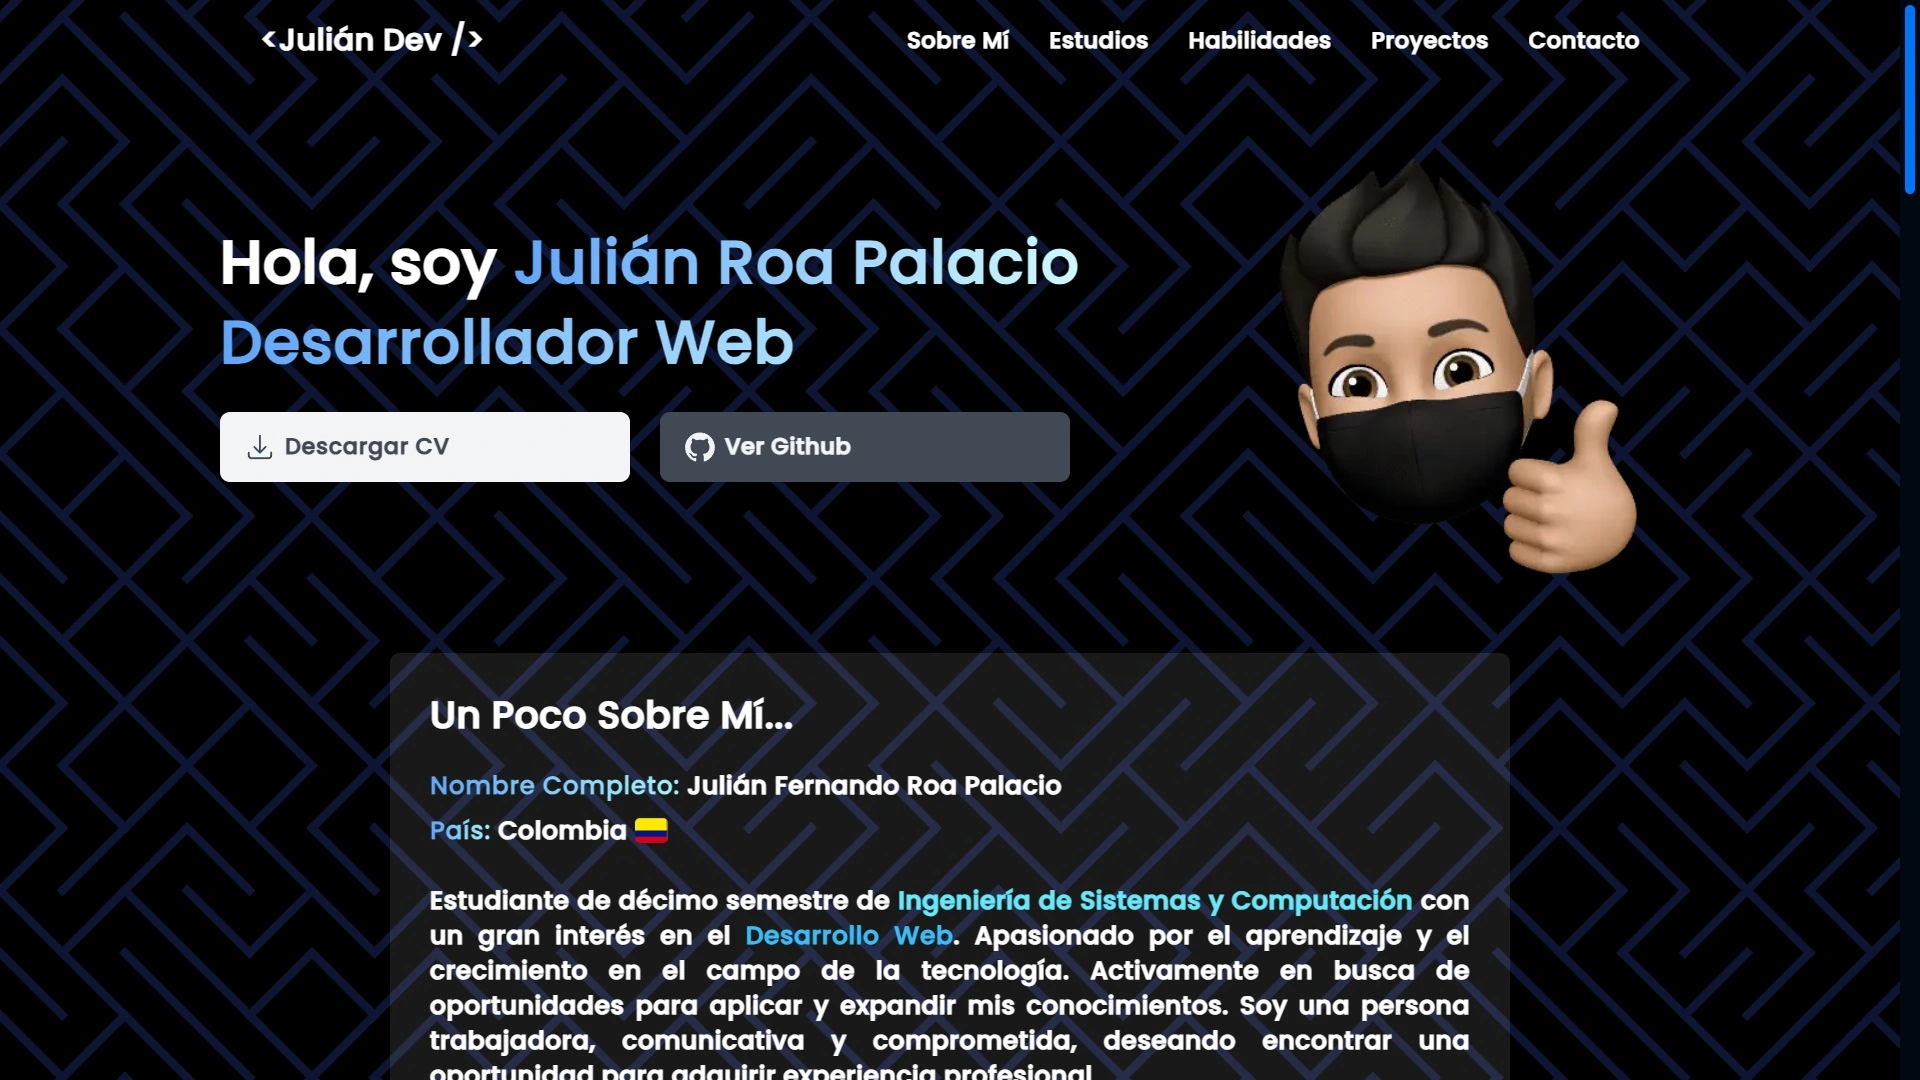 <Julián Dev />
Sobre Mí
Estudios
Habilidades
Proyectos
Contacto
Hola, soy Julián Roa Palacio
Desarrollador Web
Descargar CV
Ver Github
Un Poco Sobre Mí...
Nombre Completo: Julián Fernando Roa Palacio
País: Colombia
Estudiante de décimo semestre de Ingeniería de Sistemas y Computación con
un gran interés en el Desarrollo Web. Apasionado por el aprendizaje y el
crecimiento en el campo de la tecnología. Activamente en busca de
oportunidades para aplicar y expandir mis conocimientos. Soy una persona
trabajadora, comunicativa y comprometida, deseando encontrar una
oportunidad para adquirir experiencia profesional